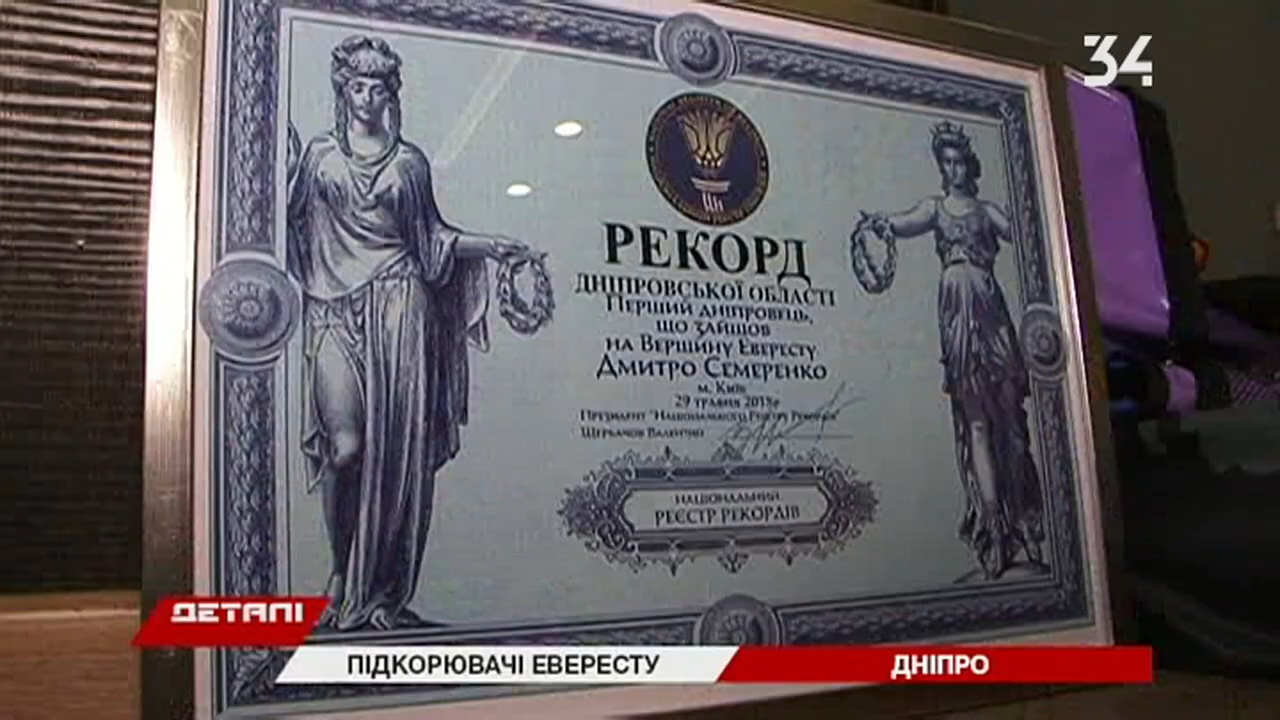 34
РЕКОРД
ДНІПРОВСЬКОЇ ОБЛАСТІ
ПЕРШИЙ ДНІПРОВЕЦЬ,
ЩО ЗАЙШОВ
НА ВЕРШИНУ ЕВЕРЕСТУ
ДМИТРО СЕМЕРЕНКО
м. Київ
29 травня 2018р
ПРЕЗИДЕНТ "НАЦІОНАЛЬНОГО РЕЄСТРУ РЕКОРДІВ"
ЩЕРБАЧОВ ВАЛЕНТИН
НАЦІОНАЛЬНИЙ
РЕЄСТР РЕКОРДІВ
ДЕТАЛІ
ПІДКОРЮВАЧІ ЕВЕРЕСТУ
ДНІПРО